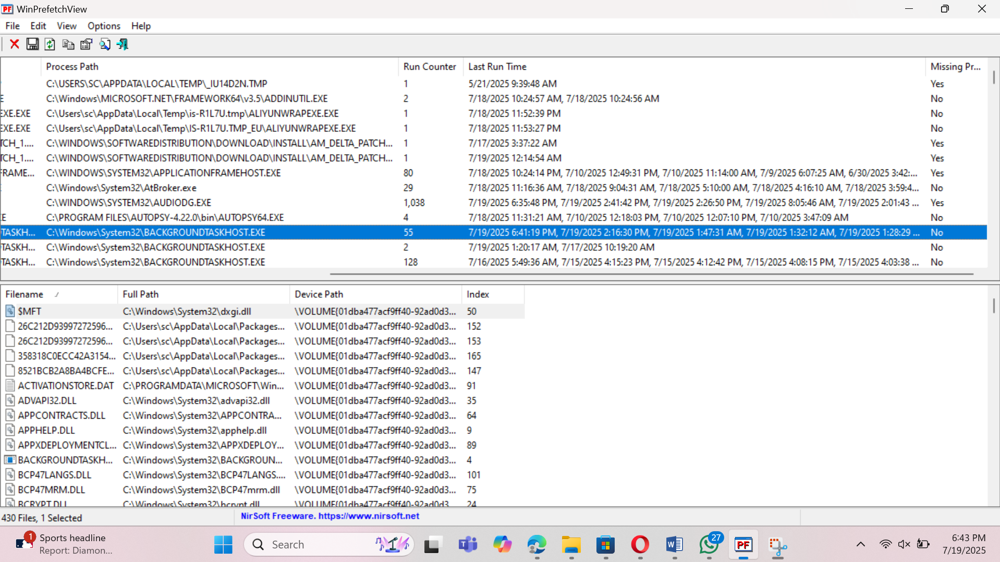 WinPrefetchView
File Edit View Options Help
Process Path Run Counter Last Run Time Missing Pr...
C:\USERS\SC\APPDATA\LOCAL\TEMP\_IU14D2N.TMP 1 5/21/2025 9:39:48 AM Yes
E C:\Windows\MICROSOFT.NET\FRAMEWORK64\v3.5\ADDINUTIL.EXE 2 7/18/2025 10:24:57 AM, 7/18/2025 10:24:56 AM No
EXE.EXE C:\Users\sc\AppData\Local\Temp\is-R1L7U.tmp\ALIYUNWRAPEXE.EXE 1 7/18/2025 11:52:39 PM No
EXE.EXE C:\Users\sc\AppData\Local\Temp\IS-R1L7U.TMP_EU\ALIYUNWRAPEXE.EXE 1 7/18/2025 11:53:27 PM No
TCH_1.... C:\WINDOWS\SOFTWAREDISTRIBUTION\DOWNLOAD\INSTALL\AM_DELTA_PATCH... 1 7/17/2025 3:37:22 AM Yes
TCH_1.... C:\WINDOWS\SOFTWAREDISTRIBUTION\DOWNLOAD\INSTALL\AM_DELTA_PATCH... 1 7/19/2025 12:14:54 AM Yes
FRAME... C:\WINDOWS\SYSTEM32\APPLICATIONFRAMEHOST.EXE 80 7/18/2025 10:24:14 PM, 7/10/2025 12:49:31 PM, 7/10/2025 11:14:00 AM, 7/9/2025 6:07:25 AM, 6/30/2025 3:42:... Yes
C:\Windows\System32\AtBroker.exe 29 7/18/2025 11:16:36 AM, 7/18/2025 9:04:31 AM, 7/18/2025 5:10:00 AM, 7/18/2025 4:16:10 AM, 7/18/2025 3:59:4... No
C:\WINDOWS\SYSTEM32\AUDIODG.EXE 1,038 7/19/2025 6:35:48 PM, 7/19/2025 2:41:42 PM, 7/19/2025 2:26:50 PM, 7/19/2025 8:05:46 AM, 7/19/2025 2:01:43 ... Yes
E C:\PROGRAM FILES\AUTOPSY-4.22.0\bin\AUTOPSY64.EXE 4 7/18/2025 11:31:21 AM, 7/10/2025 12:18:03 PM, 7/10/2025 12:07:10 PM, 7/10/2025 3:47:09 AM No
TASKH... C:\Windows\System32\BACKGROUNDTASKHOST.EXE 55 7/19/2025 6:41:19 PM, 7/19/2025 2:16:30 PM, 7/19/2025 1:47:31 AM, 7/19/2025 1:32:12 AM, 7/19/2025 1:28:29 ... No
TASKH... C:\Windows\System32\BACKGROUNDTASKHOST.EXE 2 7/19/2025 1:20:17 AM, 7/17/2025 10:19:20 AM No
TASKH... C:\Windows\System32\BACKGROUNDTASKHOST.EXE 128 7/16/2025 5:49:36 AM, 7/15/2025 4:15:23 PM, 7/15/2025 4:12:42 PM, 7/15/2025 4:08:15 PM, 7/15/2025 4:03:38 ... No
Filename Full Path Device Path Index
$MFT C:\Windows\System32\dxgi.dll \VOLUME{01dba477acf9ff40-92ad0d3... 50
26C212D93997272596... C:\Users\sc\AppData\Local\Packages... \VOLUME{01dba477acf9ff40-92ad0d3... 152
26C212D93997272596... C:\Users\sc\AppData\Local\Packages... \VOLUME{01dba477acf9ff40-92ad0d3... 153
358318C0ECC42A3154... C:\Users\sc\AppData\Local\Packages... \VOLUME{01dba477acf9ff40-92ad0d3... 165
8521BCB2A8BA4BCFE... C:\Users\sc\AppData\Local\Packages... \VOLUME{01dba477acf9ff40-92ad0d3... 147
ACTIVATIONSTORE.DAT C:\PROGRAMDATA\MICROSOFT\Win... \VOLUME{01dba477acf9ff40-92ad0d3... 91
ADVAPI32.DLL C:\Windows\System32\advapi32.dll \VOLUME{01dba477acf9ff40-92ad0d3... 35
APPCONTRACTS.DLL C:\Windows\System32\APPCONTRA... \VOLUME{01dba477acf9ff40-92ad0d3... 64
APPHELP.DLL C:\Windows\System32\apphelp.dll \VOLUME{01dba477acf9ff40-92ad0d3... 9
APPXDEPLOYMENTCL... C:\Windows\System32\APPXDEPLOY... \VOLUME{01dba477acf9ff40-92ad0d3... 89
BACKGROUNDTASKH... C:\Windows\System32\BACKGROUN... \VOLUME{01dba477acf9ff40-92ad0d3... 4
BCP47LANGS.DLL C:\Windows\System32\BCP47LANGS.... \VOLUME{01dba477acf9ff40-92ad0d3... 101
BCP47MRM.DLL C:\Windows\System32\BCP47mrm.dll \VOLUME{01dba477acf9ff40-92ad0d3... 75
BCRYPT.DLL C:\Windows\System32\bcrypt.dll \VOLUME{01dba477acf9ff40-92ad0d3... 24
430 Files, 1 Selected NirSoft Freeware. https://www.nirsoft.net
1 Sports headline
Report: Diamon...
Search
27
PF
6:43 PM
7/19/2025